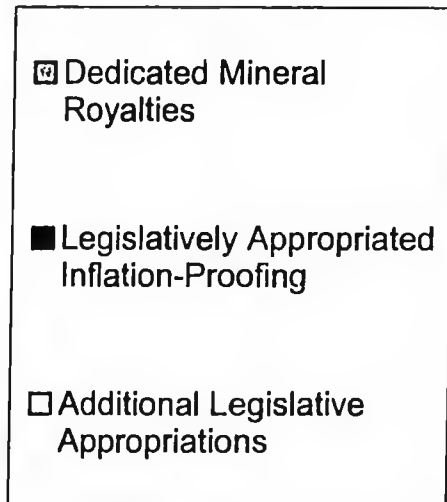 Dedicated Mineral
Royalties
Legislatively Appropriated
Inflation-Proofing
Additional Legislative
Appropriations